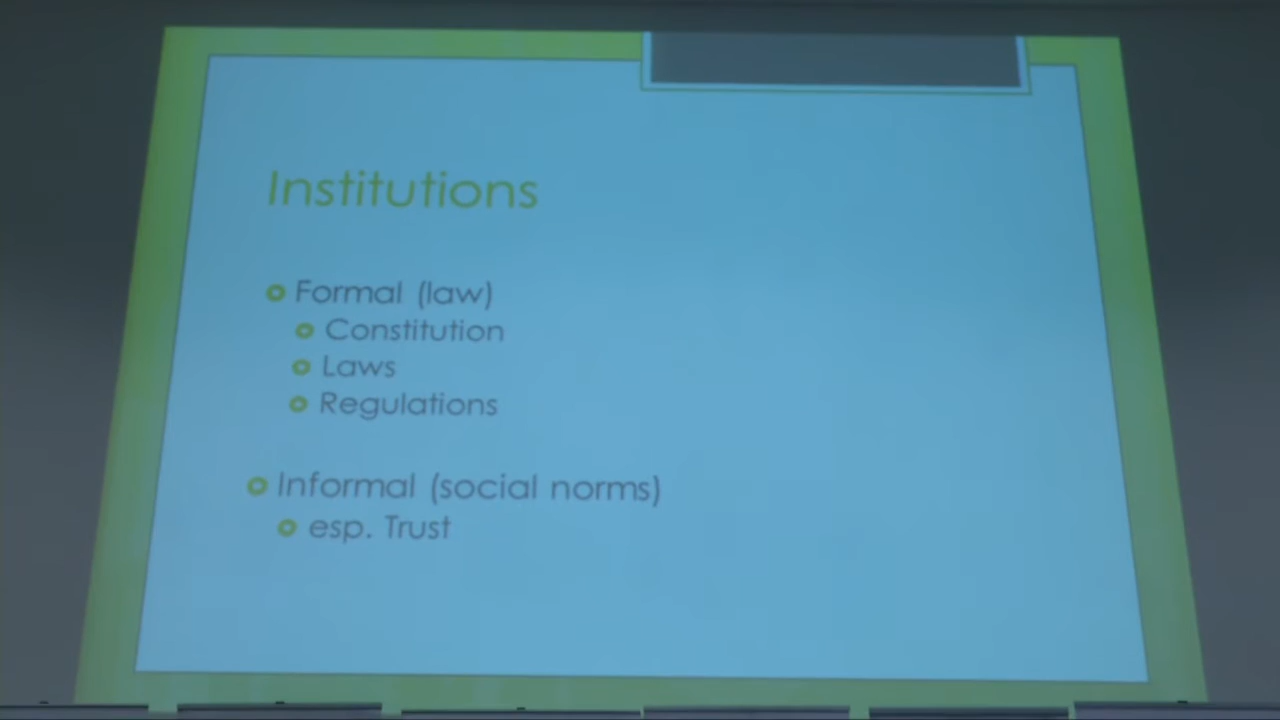 Institutions
Formal (law)
Constitution
Laws
Regulations
Informal (social norms)
esp. Trust